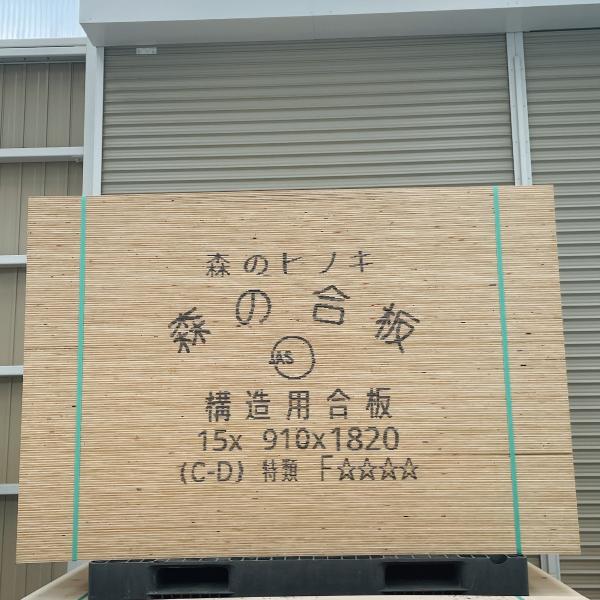 森のヒノキ
森の合板
JAS
構造用合板
15x 910x1820
(C-D) 特類 F☆☆☆☆